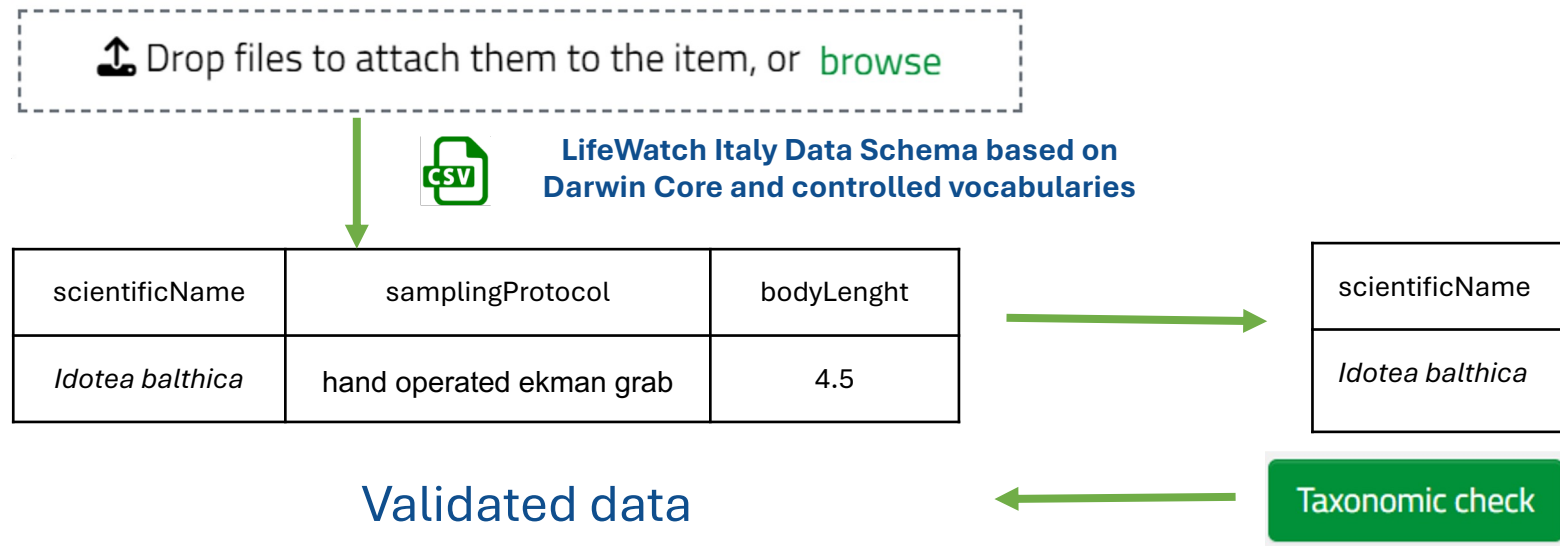 Drop files to attach them to the item, or browse
CSV
LifeWatch Italy Data Schema based on
Darwin Core and controlled vocabularies
scientificName samplingProtocol bodyLenght
Idotea balthica hand operated ekman grab 4.5
scientificName
Idotea balthica
Validated data
Taxonomic check